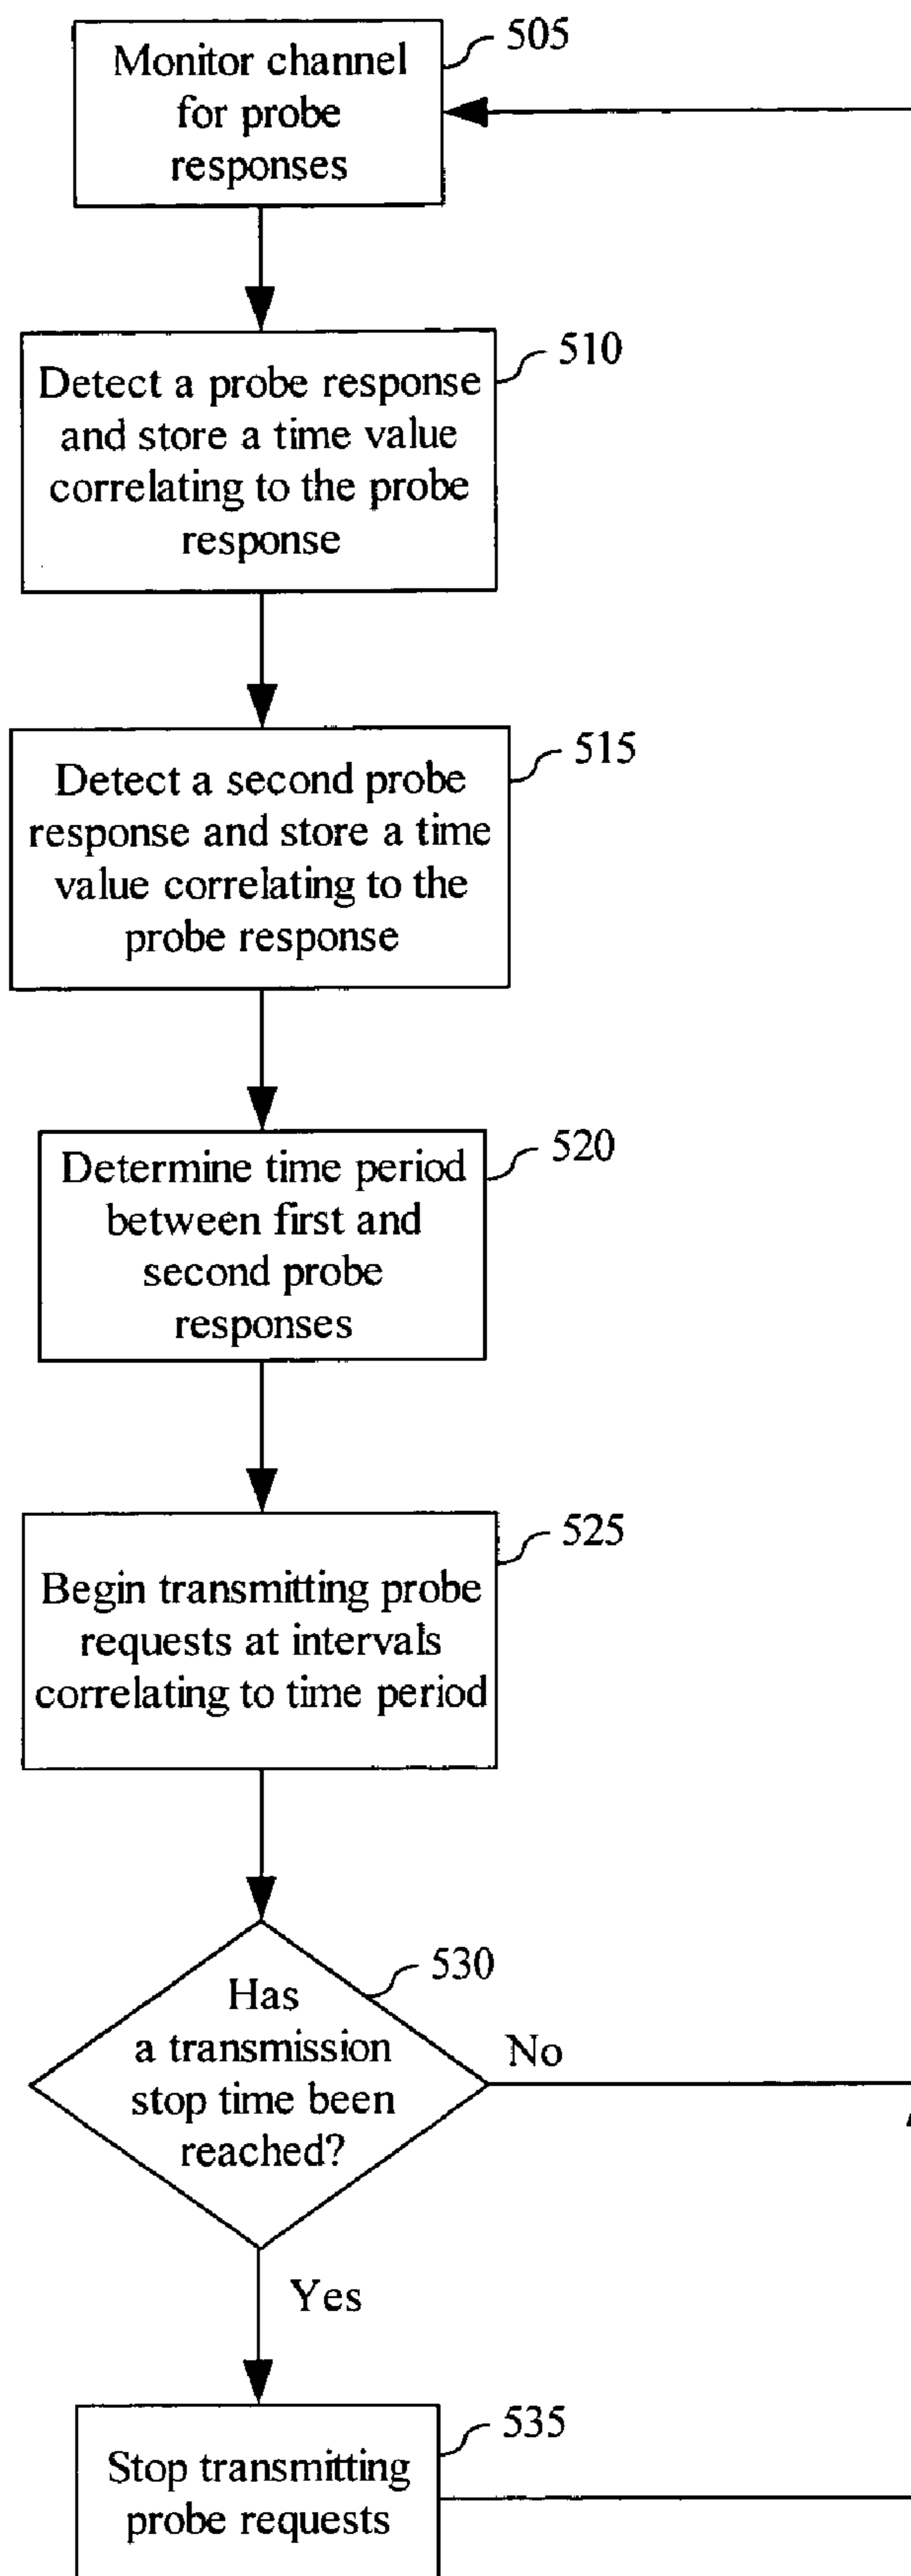 505
Monitor channel
for probe
responses
510
Detect a probe response
and store a time value
correlating to the probe
response
515
Detect a second probe
response and store a time
value correlating to the
probe response
520
Determine time period
between first and
second probe
responses
525
Begin transmitting probe
requests at intervals
correlating to time period
530
Has
a transmission
stop time been
reached?
No
Yes
535
Stop transmitting
probe requests